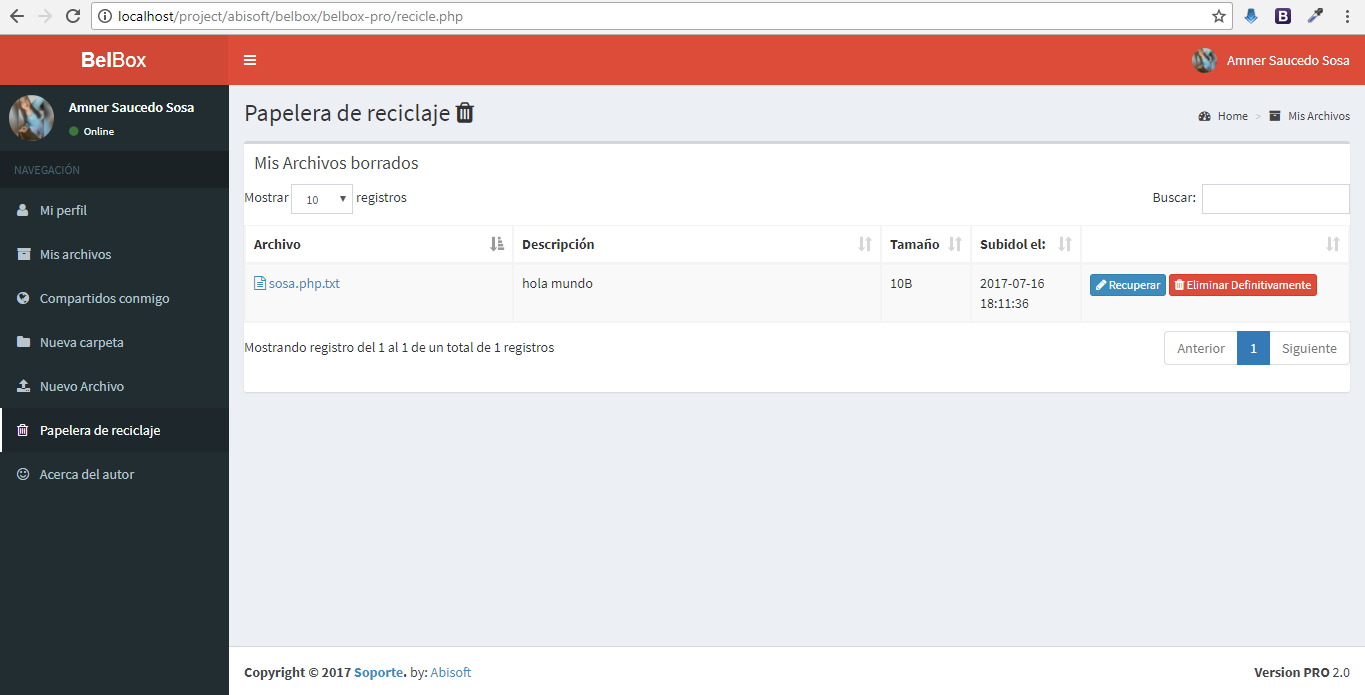 localhost/project/abisoft/belbox/belbox-pro/recicle.php
B
BelBox
Amner Saucedo Sosa
Amner Saucedo Sosa
Online
NAVEGACIÓN
Mi perfil
Mis archivos
Compartidos conmigo
Nueva carpeta
Nuevo Archivo
Papelera de reciclaje
Acerca del autor
Papelera de reciclaje
Home > Mis Archivos
Mis Archivos borrados
Mostrar 10 registros
Buscar:
Archivo Descripción Tamaño Subidol el:
sosa.php.txt hola mundo 10B 2017-07-16 Recuperar Eliminar Definitivamente
18:11:36
Mostrando registro del 1 al 1 de un total de 1 registros
Anterior 1 Siguiente
Copyright © 2017 Soporte. by: Abisoft
Version PRO 2.0